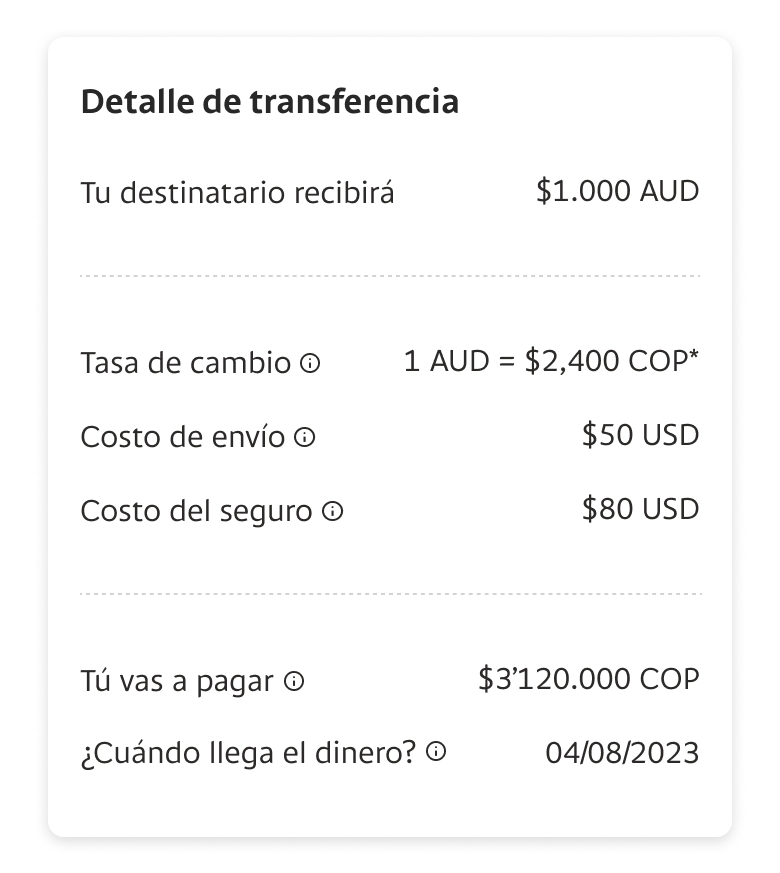 Detalle de transferencia
Tu destinatario recibirá $1.000 AUD
Tasa de cambio 1 AUD = $2,400 COP*
Costo de envío $50 USD
Costo del seguro $80 USD
Tú vas a pagar $3’120.000 COP
¿Cuándo llega el dinero? 04/08/2023